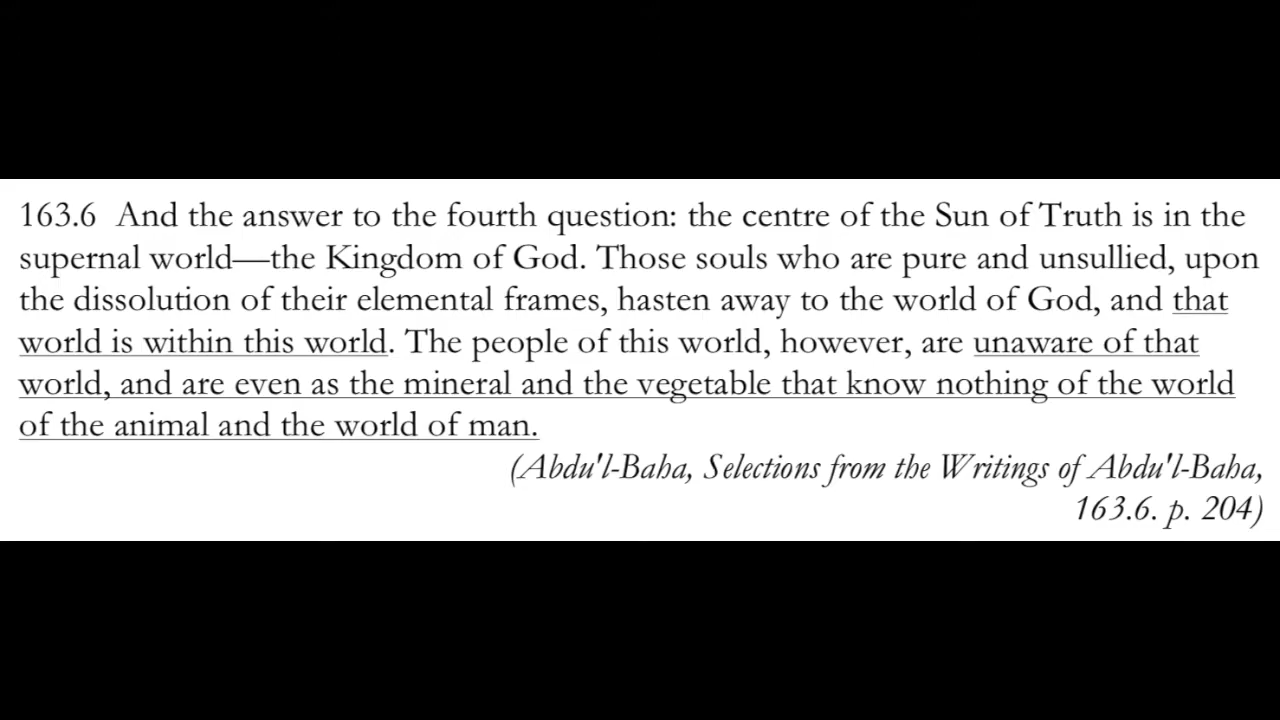 163.6 And the answer to the fourth question: the centre of the Sun of Truth is in the
supernal world—the Kingdom of God. Those souls who are pure and unsullied, upon
the dissolution of their elemental frames, hasten away to the world of God, and that
world is within this world. The people of this world, however, are unaware of that
world, and are even as the mineral and the vegetable that know nothing of the world
of the animal and the world of man.
(Abdu'l-Baha, Selections from the Writings of Abdu'l-Baha,
163.6. p. 204)